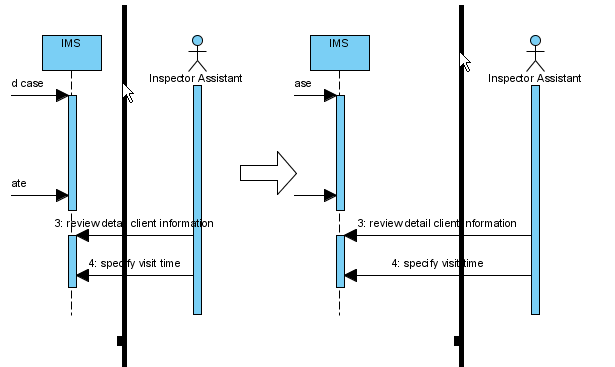 IMS
IMS
Inspector Assistant
Inspector Assistant
d case
ase
ate
3: review detail client information
3: review detail client information
4: specify visit time
4: specify visit time